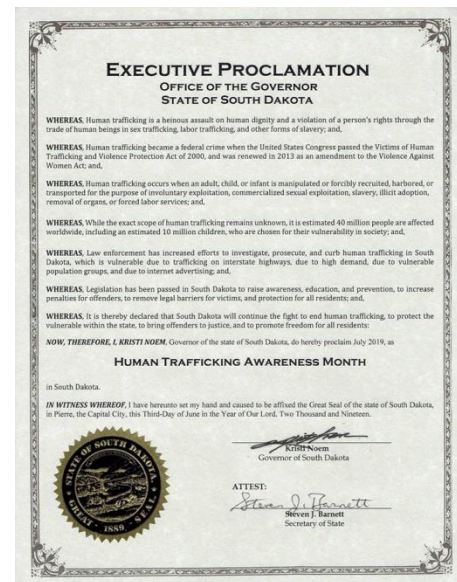 EXECUTIVE PROCLAMATION
OFFICE OF THE GOVERNOR
STATE OF SOUTH DAKOTA
WHEREAS, Human trafficking is a heinous assault on human dignity and a violation of a person's rights through the
trade of human beings in sex trafficking, labor trafficking, and other forms of slavery; and,
WHEREAS, Human trafficking became a federal crime when the United States Congress passed the Victims of Human
Trafficking and Violence Protection Act of 2000, and was renewed in 2013 as an amendment to the Violence Against
Women Act; and,
WHEREAS, Human trafficking occurs when an adult, child, or infant is manipulated or forcibly recruited, harbored, or
transported for the purpose of involuntary exploitation, commercialized sexual exploitation, slavery, illicit adoption,
removal of organs, or forced labor services; and,
WHEREAS, While the exact scope of human trafficking remains unknown, it is estimated 40 million people are affected
worldwide, including an estimated 10 million children, who are chosen for their vulnerability in society; and,
WHEREAS, Law enforcement has increased efforts to investigate, prosecute, and curb human trafficking in South
Dakota, which is vulnerable due to trafficking on interstate highways, due to high demand, due to vulnerable
population groups, and due to internet advertising; and,
WHEREAS, Legislation has been passed in South Dakota to raise awareness, education, and prevention, to increase
penalties for offenders, to remove legal barriers for victims, and protection for all residents; and,
WHEREAS, It is thereby declared that South Dakota will continue the fight to end human trafficking, to protect the
vulnerable within the state, to bring offenders to justice, and to promote freedom for all residents:
NOW, THEREFORE, I, KRISTI NOEM, Governor of the state of South Dakota, do hereby proclaim July 2019, as
HUMAN TRAFFICKING AWARENESS MONTH
in South Dakota.
IN WITNESS WHEREOF, I have hereunto set my hand and caused to be affixed the Great Seal of the state of South Dakota,
in Pierre, the Capital City, this Third-Day of June in the Year of Our Lord, Two Thousand and Nineteen.
Kristi Noem
Governor of South Dakota
ATTEST:
Steven J. Barnett
Steven J. Barnett
Secretary of State
STATE OF SOUTH DAKOTA
GREAT SEAL
1889